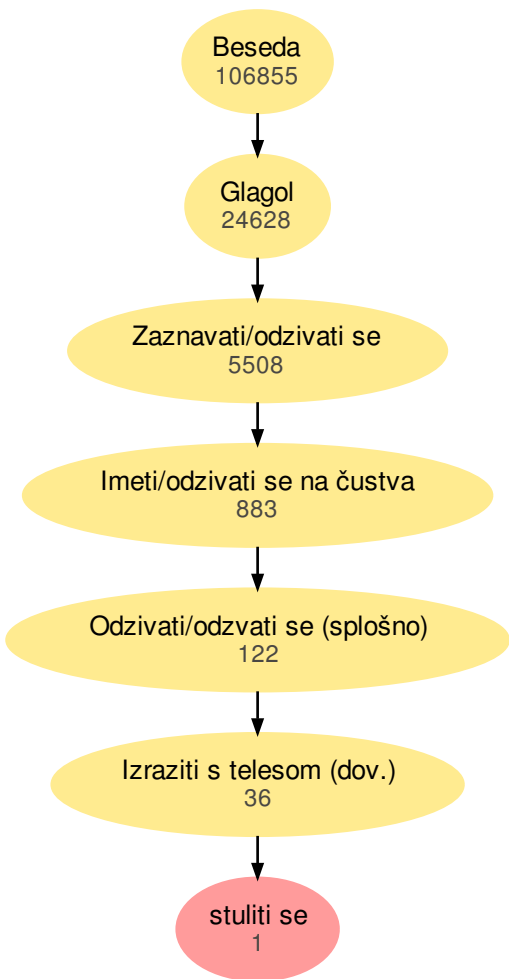 Beseda
106855
Glagol
24628
Zaznavati/odzivati se
5508
Imeti/odzivati se na čustva
883
Odzivati/odzvati se (splošno)
122
Izraziti s telesom (dov.)
36
stuliti se
1